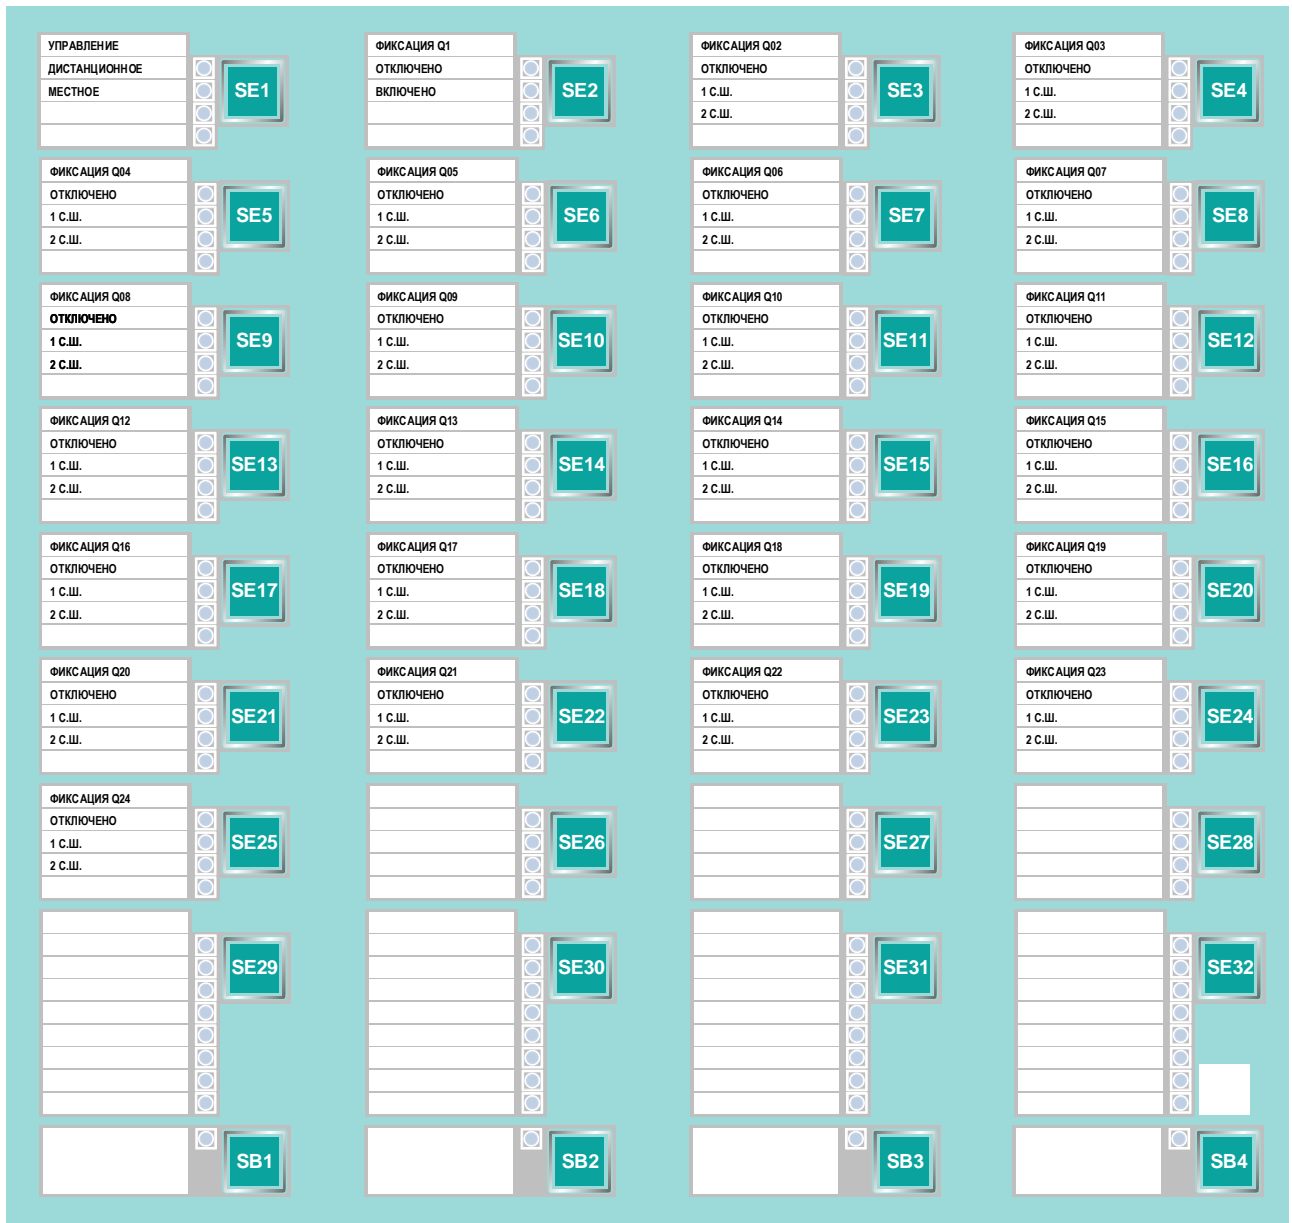 УПРАВЛЕНИЕ
ДИСТАНЦИОННОЕ
МЕСТНОЕ
SE1
ФИКСАЦИЯ Q1
ОТКЛЮЧЕНО
ВКЛЮЧЕНО
SE2
ФИКСАЦИЯ Q02
ОТКЛЮЧЕНО
1 С.Ш.
2 С.Ш.
SE3
ФИКСАЦИЯ Q03
ОТКЛЮЧЕНО
1 С.Ш.
2 С.Ш.
SE4
ФИКСАЦИЯ Q04
ОТКЛЮЧЕНО
1 С.Ш.
2 С.Ш.
SE5
ФИКСАЦИЯ Q05
ОТКЛЮЧЕНО
1 С.Ш.
2 С.Ш.
SE6
ФИКСАЦИЯ Q06
ОТКЛЮЧЕНО
1 С.Ш.
2 С.Ш.
SE7
ФИКСАЦИЯ Q07
ОТКЛЮЧЕНО
1 С.Ш.
2 С.Ш.
SE8
ФИКСАЦИЯ Q08
ОТКЛЮЧЕНО
1 С.Ш.
2 С.Ш.
SE9
ФИКСАЦИЯ Q09
ОТКЛЮЧЕНО
1 С.Ш.
2 С.Ш.
SE10
ФИКСАЦИЯ Q10
ОТКЛЮЧЕНО
1 С.Ш.
2 С.Ш.
SE11
ФИКСАЦИЯ Q11
ОТКЛЮЧЕНО
1 С.Ш.
2 С.Ш.
SE12
ФИКСАЦИЯ Q12
ОТКЛЮЧЕНО
1 С.Ш.
2 С.Ш.
SE13
ФИКСАЦИЯ Q13
ОТКЛЮЧЕНО
1 С.Ш.
2 С.Ш.
SE14
ФИКСАЦИЯ Q14
ОТКЛЮЧЕНО
1 С.Ш.
2 С.Ш.
SE15
ФИКСАЦИЯ Q15
ОТКЛЮЧЕНО
1 С.Ш.
2 С.Ш.
SE16
ФИКСАЦИЯ Q16
ОТКЛЮЧЕНО
1 С.Ш.
2 С.Ш.
SE17
ФИКСАЦИЯ Q17
ОТКЛЮЧЕНО
1 С.Ш.
2 С.Ш.
SE18
ФИКСАЦИЯ Q18
ОТКЛЮЧЕНО
1 С.Ш.
2 С.Ш.
SE19
ФИКСАЦИЯ Q19
ОТКЛЮЧЕНО
1 С.Ш.
2 С.Ш.
SE20
ФИКСАЦИЯ Q20
ОТКЛЮЧЕНО
1 С.Ш.
2 С.Ш.
SE21
ФИКСАЦИЯ Q21
ОТКЛЮЧЕНО
1 С.Ш.
2 С.Ш.
SE22
ФИКСАЦИЯ Q22
ОТКЛЮЧЕНО
1 С.Ш.
2 С.Ш.
SE23
ФИКСАЦИЯ Q23
ОТКЛЮЧЕНО
1 С.Ш.
2 С.Ш.
SE24
ФИКСАЦИЯ Q24
ОТКЛЮЧЕНО
1 С.Ш.
2 С.Ш.
SE25
SE26
SE27
SE28
SE29
SE30
SE31
SE32
SB1
SB2
SB3
SB4